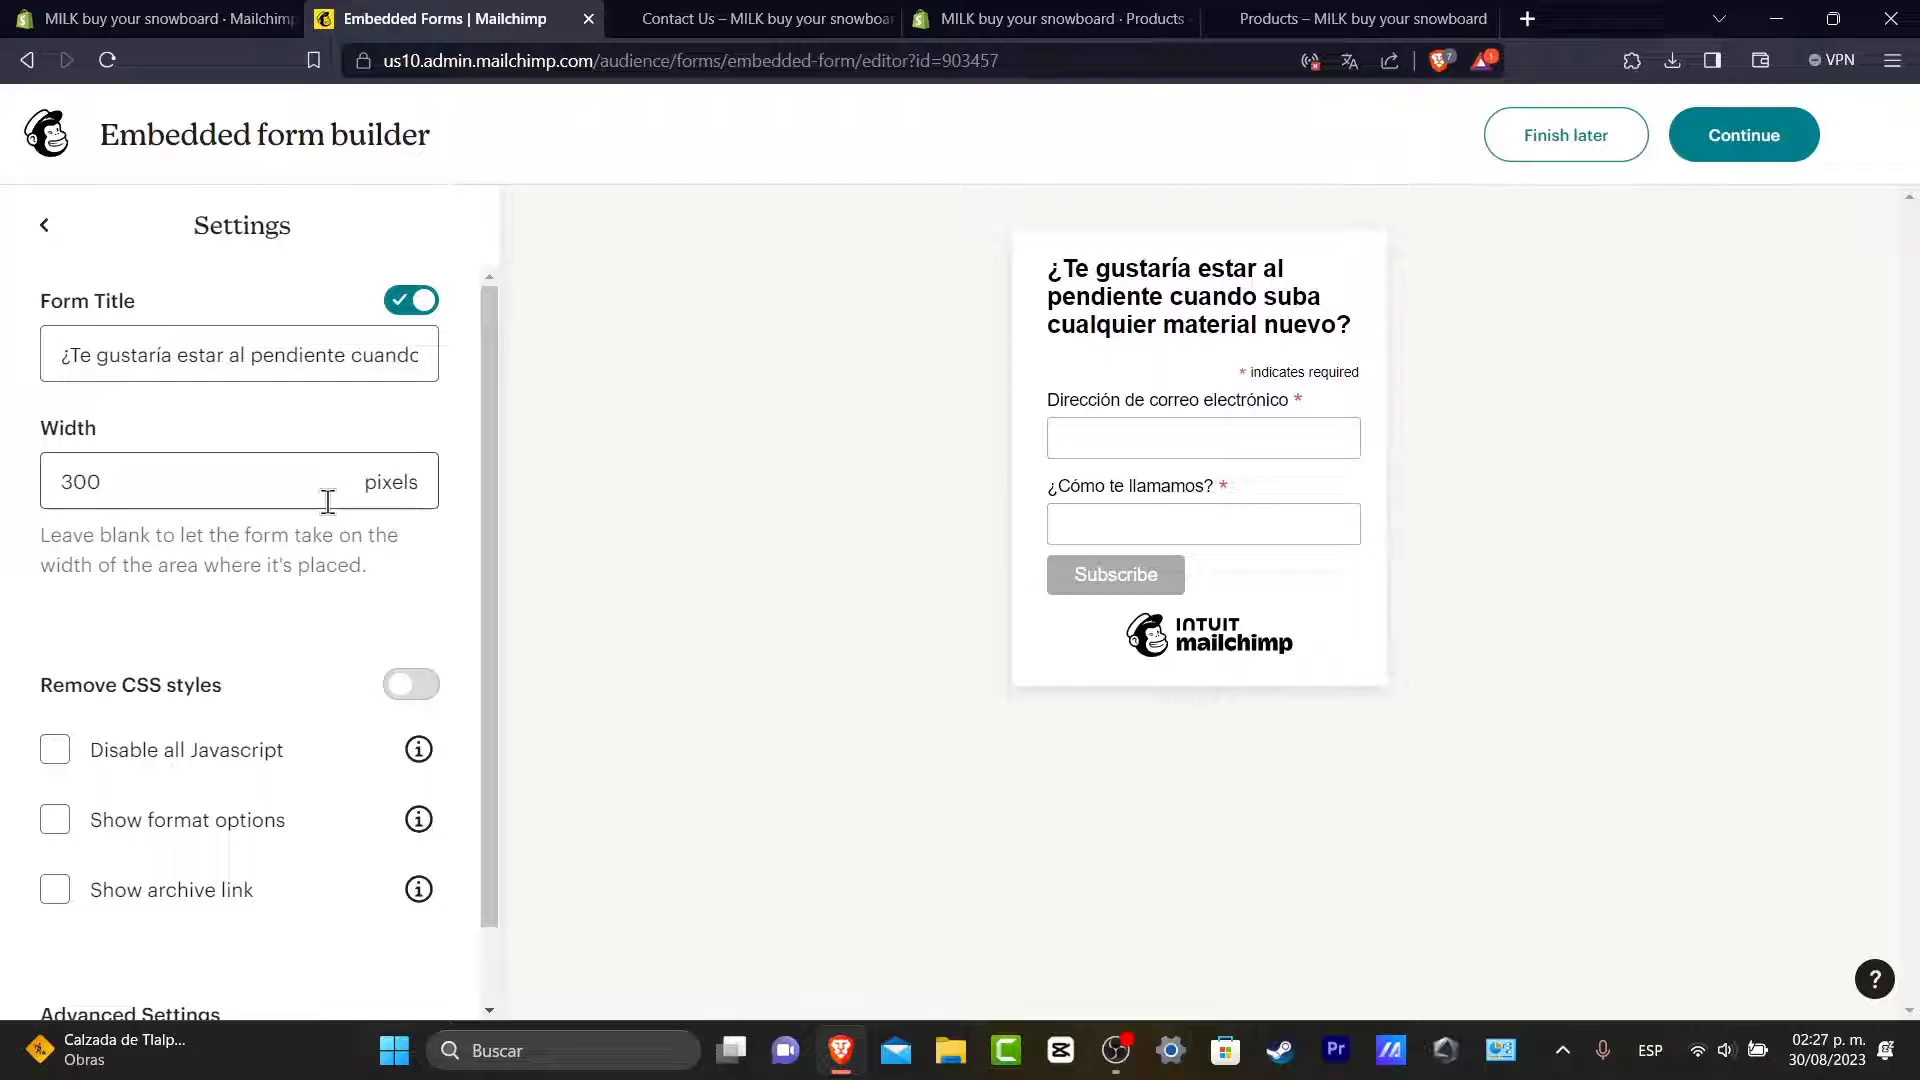 MILK buy your snowboard · Mailchimp
Embedded Forms | Mailchimp
Contact Us – MILK buy your snowboar
MILK buy your snowboard · Products
Products – MILK buy your snowboard
us10.admin.mailchimp.com/audience/forms/embedded-form/editor?id=903457
7
1
VPN
Embedded form builder
Finish later
Continue
Settings
Form Title
¿Te gustaría estar al pendiente cuando
Width
300
pixels
Leave blank to let the form take on the
width of the area where it's placed.
Remove CSS styles
Disable all Javascript
Show format options
Show archive link
Advanced Settings
¿Te gustaría estar al
pendiente cuando suba
cualquier material nuevo?
* indicates required
Dirección de correo electrónico *
¿Cómo te llamamos? *
Subscribe
INTUIT
mailchimp
?
Calzada de Tlalp...
Obras
Buscar
Pr
ESP
02:27 p. m.
30/08/2023